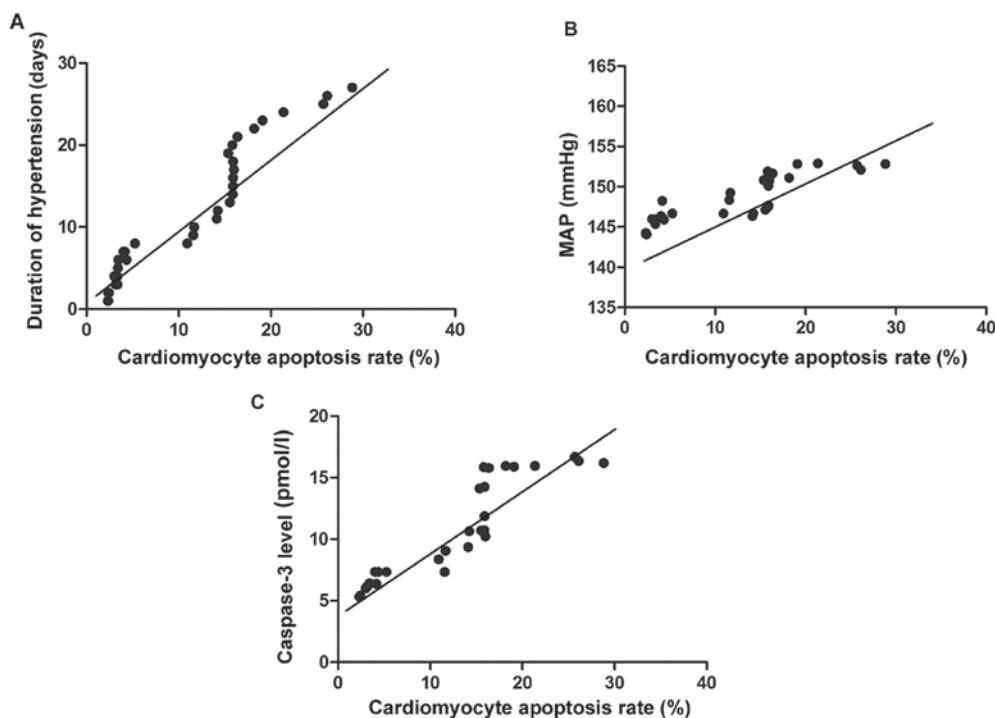 A
Duration of hypertension (days)
30
20
10
0
0 10 20 30 40
Cardiomyocyte apoptosis rate (%)
B
MAP (mmHg)
165
160
155
150
145
140
135
0 10 20 30 40
Cardiomyocyte apoptosis rate (%)
C
Caspase-3 level (pmol/l)
20
15
10
5
0
0 10 20 30 40
Cardiomyocyte apoptosis rate (%)